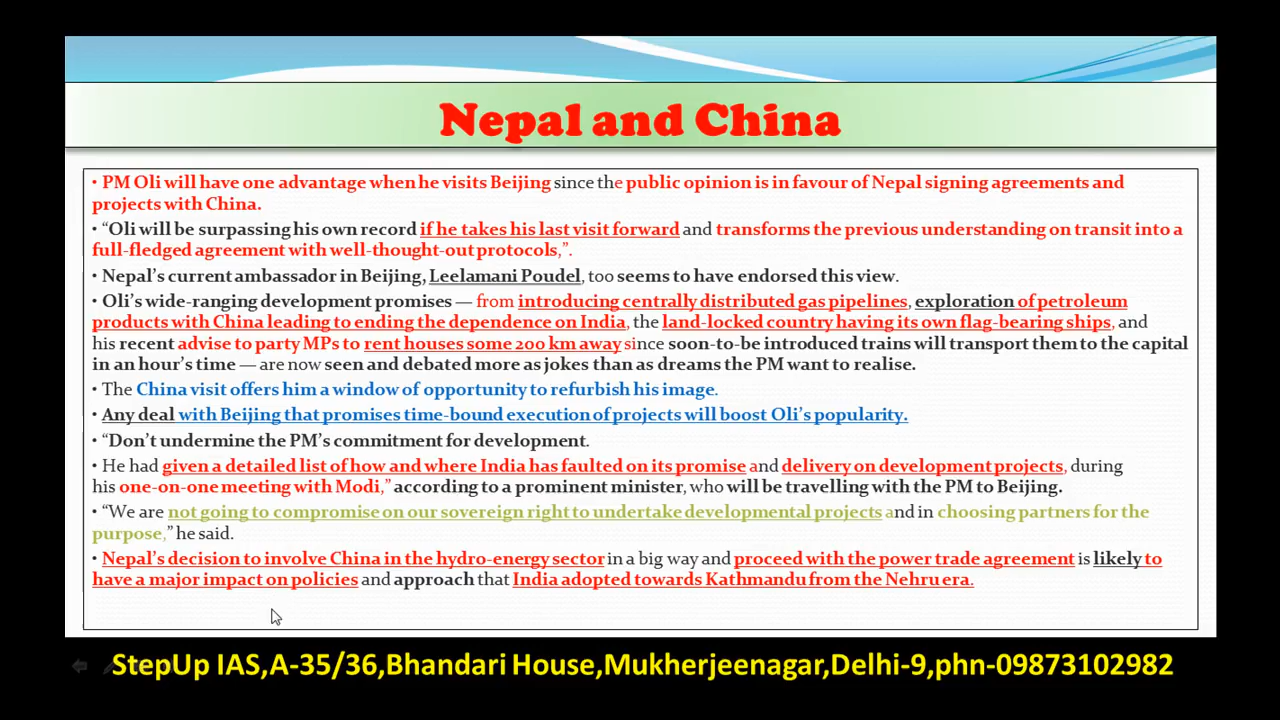 Nepal and China
• PM Oli will have one advantage when he visits Beijing since the public opinion is in favour of Nepal signing agreements and
projects with China.
• “Oli will be surpassing his own record if he takes his last visit forward and transforms the previous understanding on transit into a
full-fledged agreement with well-thought-out protocols,”.
• Nepal’s current ambassador in Beijing, Leelamani Poudel, too seems to have endorsed this view.
• Oli’s wide-ranging development promises — from introducing centrally distributed gas pipelines, exploration of petroleum
products with China leading to ending the dependence on India, the land-locked country having its own flag-bearing ships, and
his recent advise to party MPs to rent houses some 200 km away since soon-to-be introduced trains will transport them to the capital
in an hour’s time — are now seen and debated more as jokes than as dreams the PM want to realise.
• The China visit offers him a window of opportunity to refurbish his image.
• Any deal with Beijing that promises time-bound execution of projects will boost Oli’s popularity.
• “Don’t undermine the PM’s commitment for development.
• He had given a detailed list of how and where India has faulted on its promise and delivery on development projects, during
his one-on-one meeting with Modi,” according to a prominent minister, who will be travelling with the PM to Beijing.
• “We are not going to compromise on our sovereign right to undertake developmental projects and in choosing partners for the
purpose,” he said.
• Nepal’s decision to involve China in the hydro-energy sector in a big way and proceed with the power trade agreement is likely to
have a major impact on policies and approach that India adopted towards Kathmandu from the Nehru era.
StepUp IAS,A-35/36,Bhandari House,Mukherjeenagar,Delhi-9,phn-09873102982